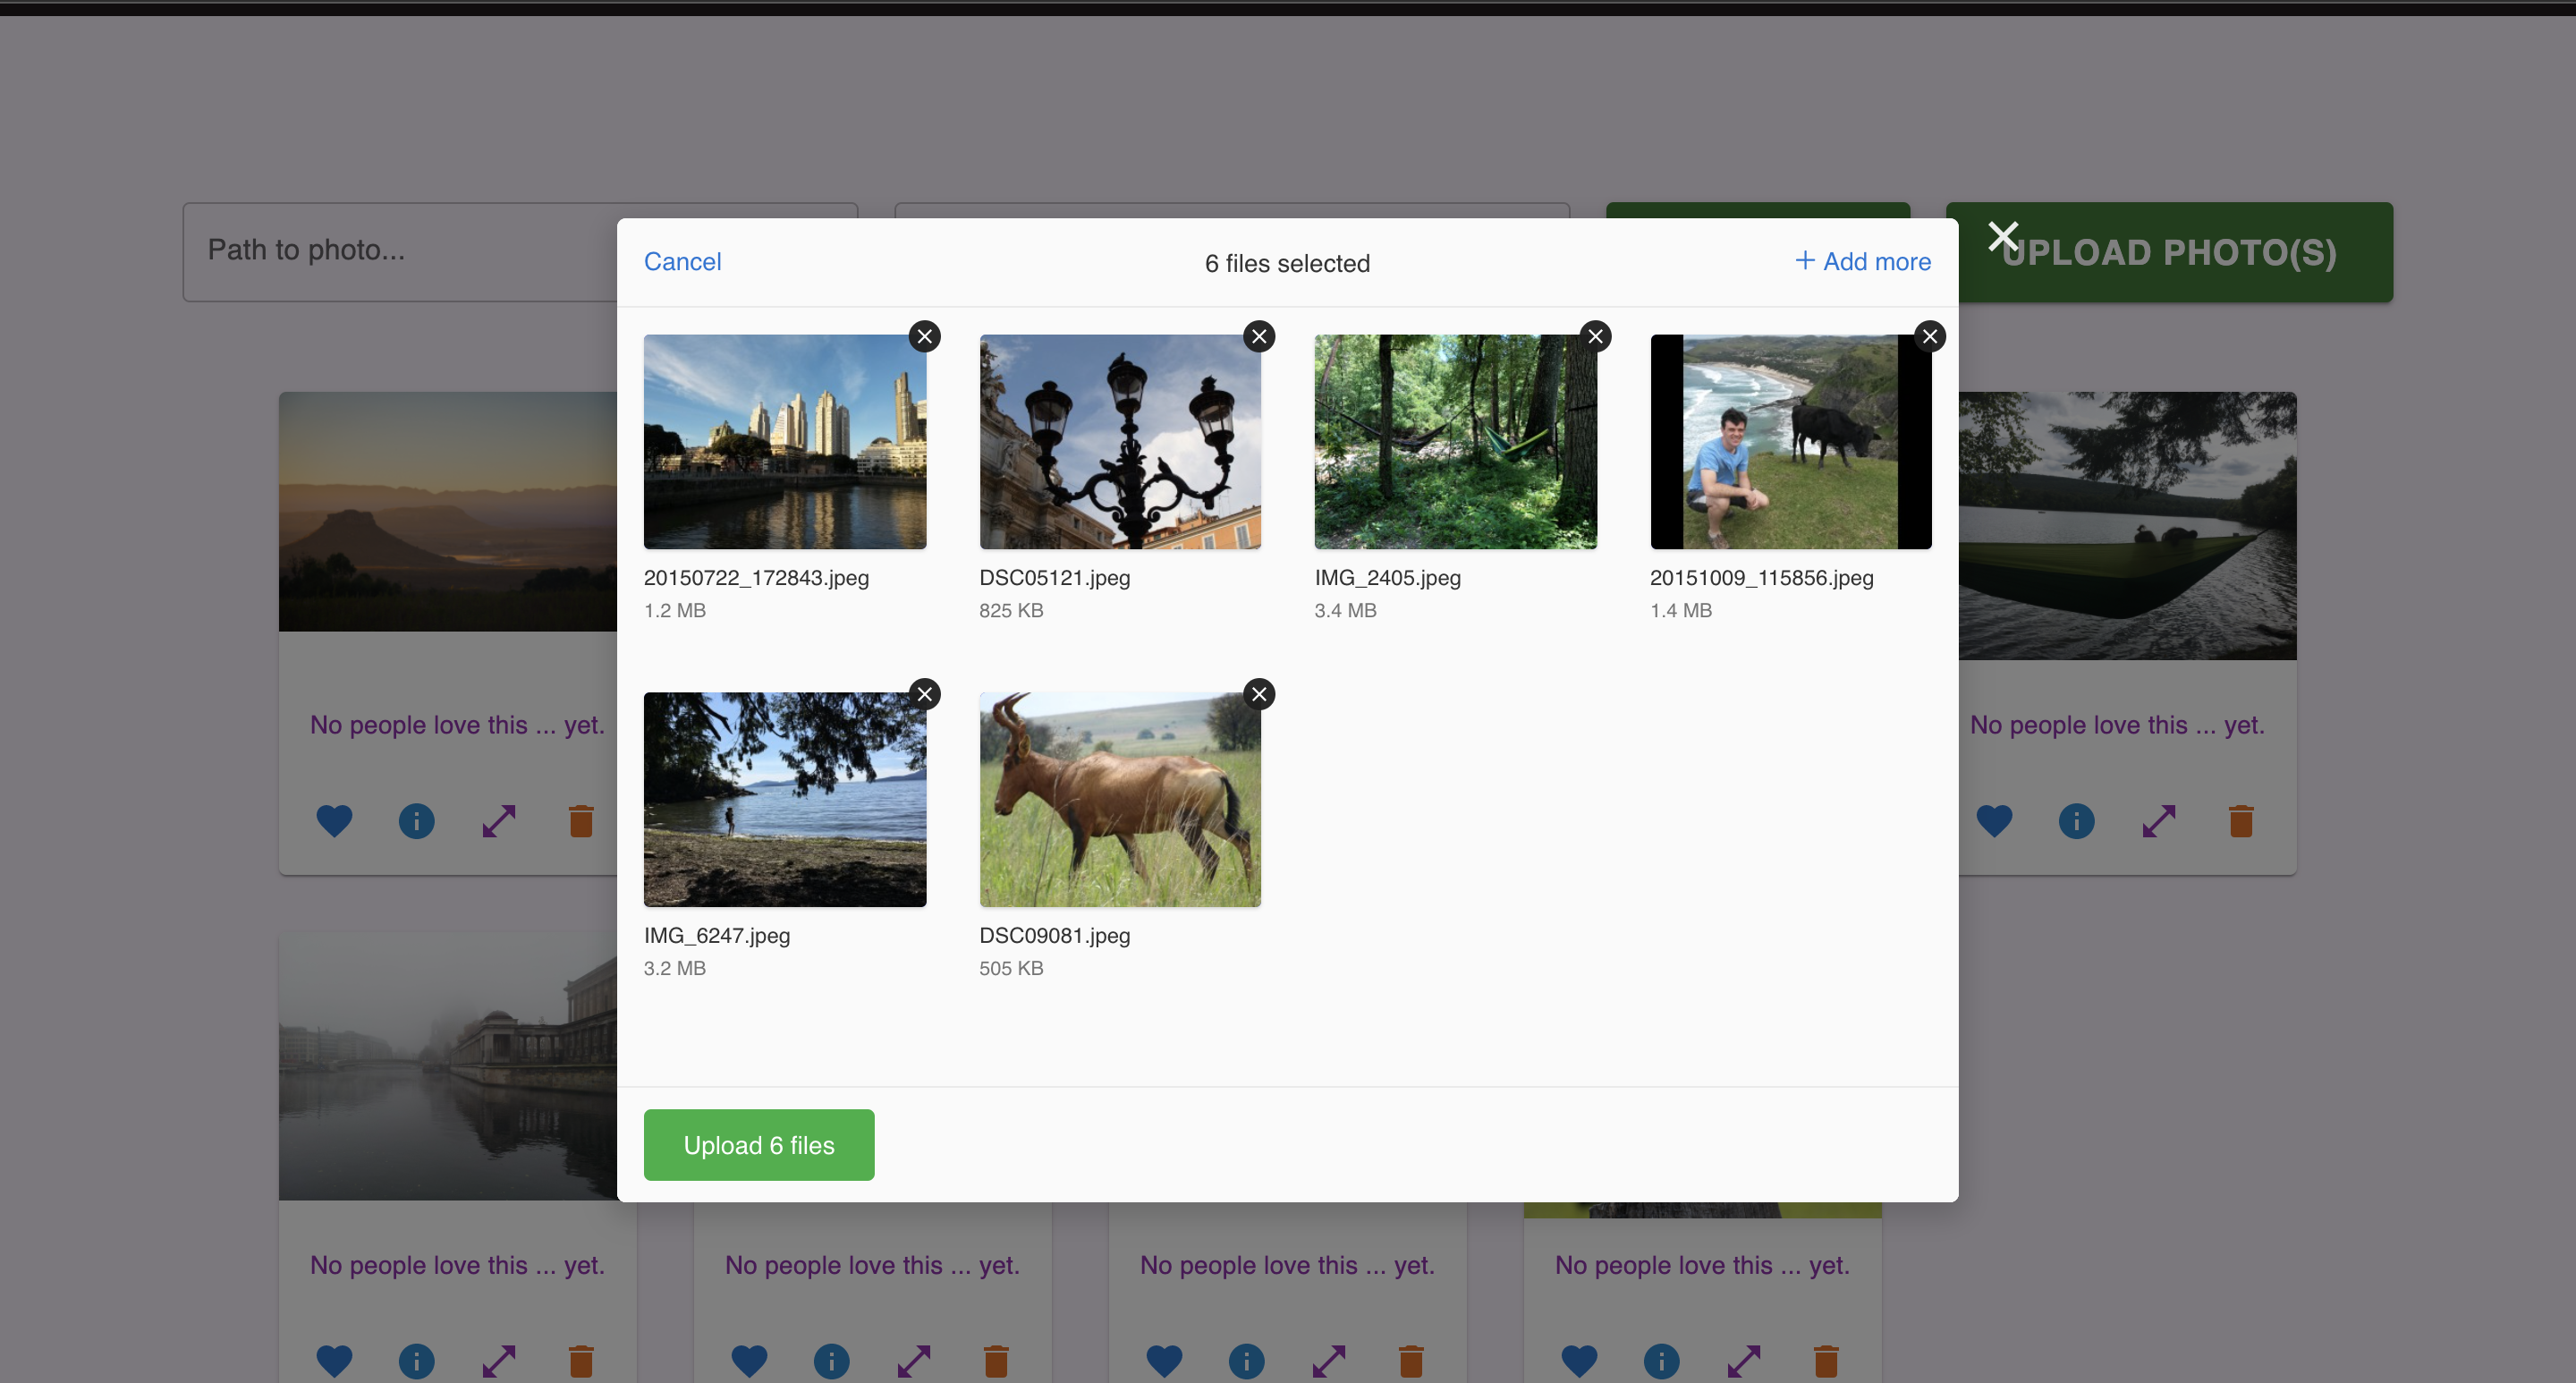 Path to photo...
UPLOAD PHOTO(S)
Cancel
6 files selected
+ Add more
20150722_172843.jpeg
1.2 MB
DSC05121.jpeg
825 KB
IMG_2405.jpeg
3.4 MB
20151009_115856.jpeg
1.4 MB
IMG_6247.jpeg
3.2 MB
DSC09081.jpeg
505 KB
Upload 6 files
No people love this ... yet.
No people love this ... yet.
No people love this ... yet.
No people love this ... yet.
No people love this ... yet.
No people love this ... yet.